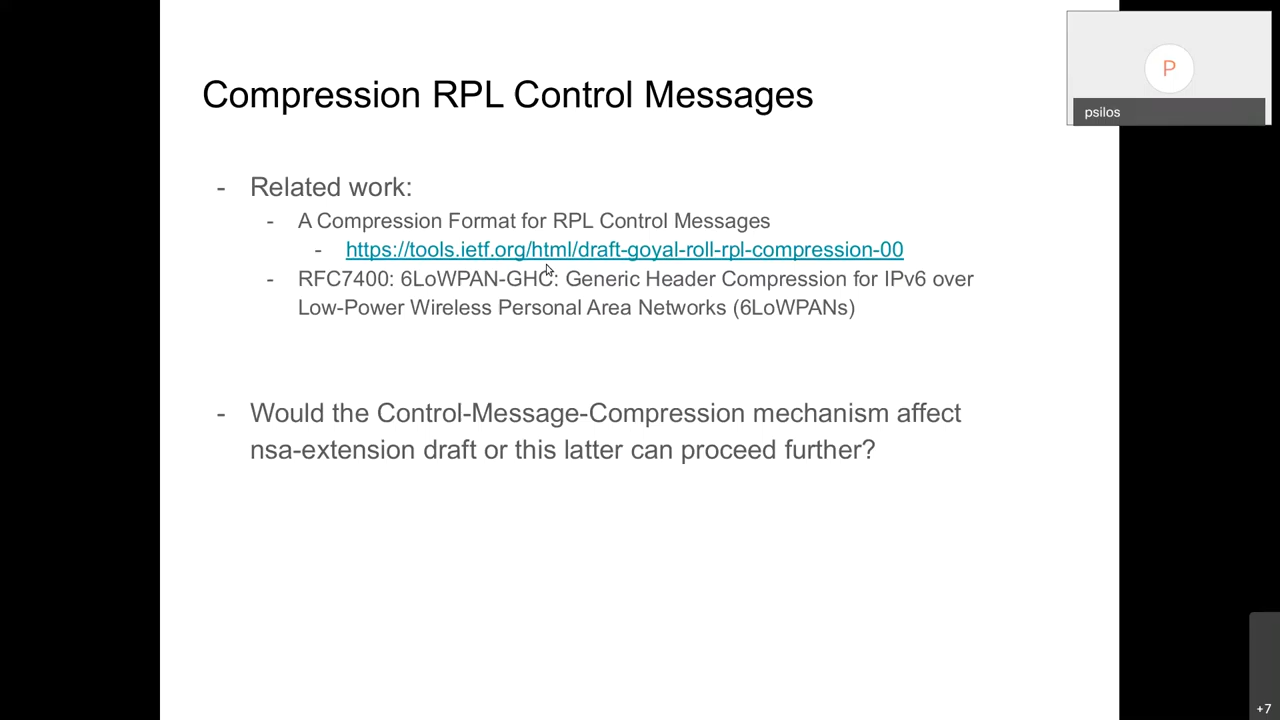 Compression RPL Control Messages
P
psilos
- Related work:
- A Compression Format for RPL Control Messages
- https://tools.ietf.org/html/draft-goyal-roll-rpl-compression-00
- RFC7400: 6LoWPAN-GHC: Generic Header Compression for IPv6 over
Low-Power Wireless Personal Area Networks (6LoWPANs)
- Would the Control-Message-Compression mechanism affect
nsa-extension draft or this latter can proceed further?
+7